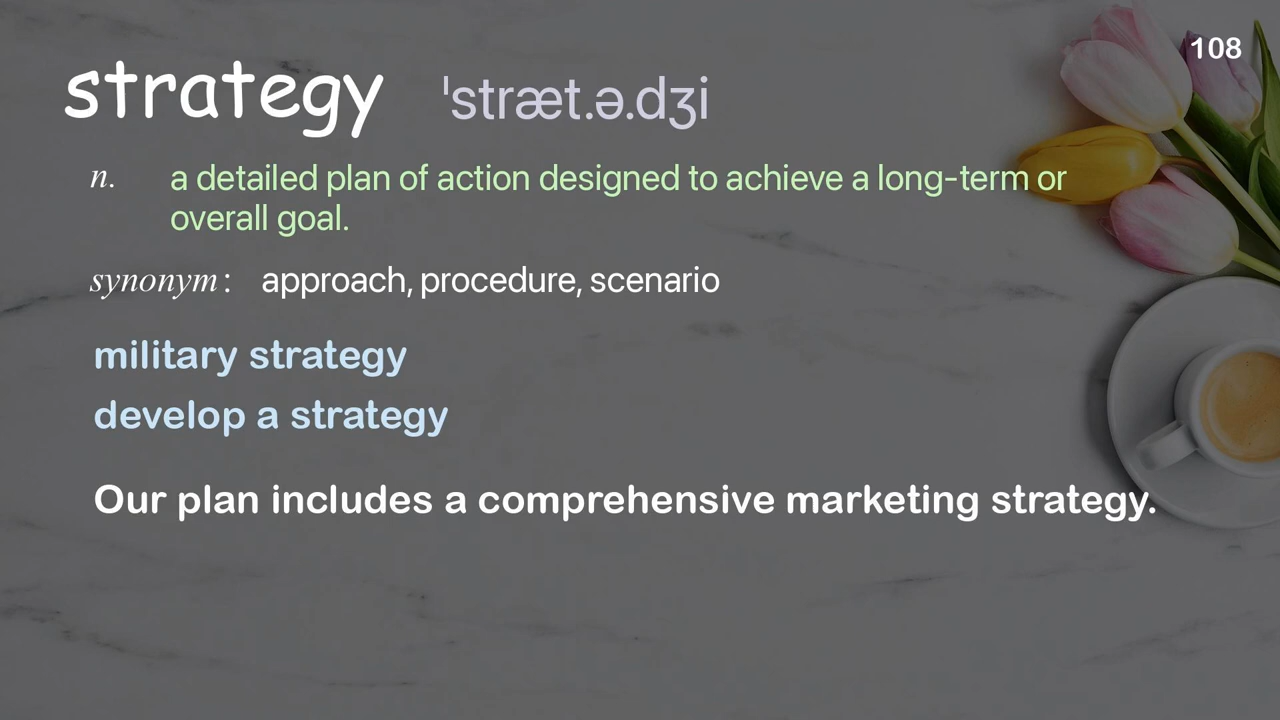 108
strategy ˈstræt.ə.dʒi
n. a detailed plan of action designed to achieve a long-term or
overall goal.
synonym: approach, procedure, scenario
military strategy
develop a strategy
Our plan includes a comprehensive marketing strategy.